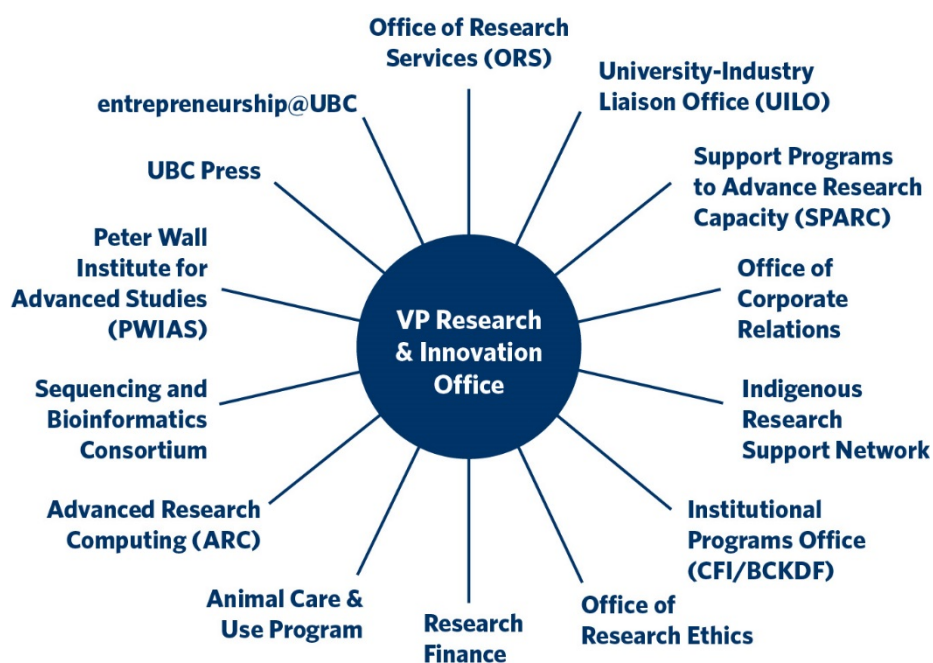 Office of Research
Services (ORS)
University-Industry
Liaison Office (UILO)
Support Programs
to Advance Research
Capacity (SPARC)
Office of
Corporate
Relations
Indigenous
Research
Support Network
Institutional
Programs Office
(CFI/BCKDF)
Office of
Research Ethics
Research
Finance
Animal Care &
Use Program
Advanced Research
Computing (ARC)
Sequencing and
Bioinformatics
Consortium
Peter Wall
Institute for
Advanced Studies
(PWIAS)
UBC Press
entrepreneurship@UBC
VP Research
& Innovation
Office